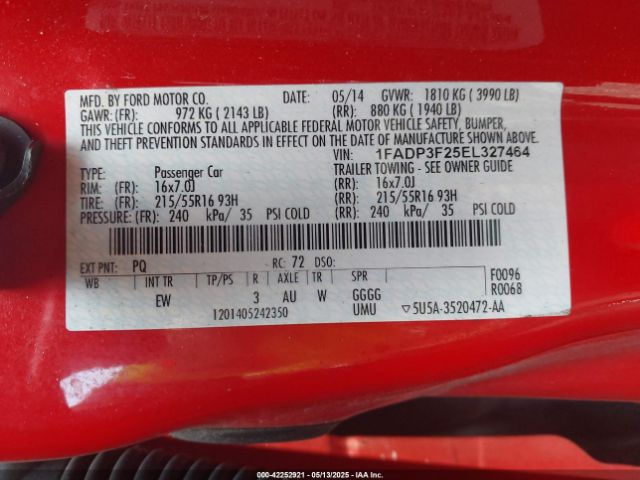 MFD. BY FORD MOTOR CO. DATE: 05/14 GVWR: 1810 KG ( 3990 LB)
GAWR: (FR): 972 KG ( 2143 LB) (RR): 880 KG ( 1940 LB)
THIS VEHICLE CONFORMS TO ALL APPLICABLE FEDERAL MOTOR VEHICLE SAFETY, BUMPER,
AND THEFT PREVENTION STANDARDS IN EFFECT ON THE DATE OF MANUFACTURE SHOWN ABOVE.
VIN: 1FADP3F25EL327464
TYPE: Passenger Car TRAILER TOWING - SEE OWNER GUIDE
RIM: (FR) 16x7.0J (RR): 16x7.0J
TIRE: (FR) 215/55R16 93H (RR): 215/55R16 93H
PRESSURE: (FR) 240 kPa/ 35 PSI COLD (RR): 240 kPa/ 35 PSI COLD
EXT PNT: PQ RC: 72 DSO:
WB INT TR TP/PS R AXLE TR SPR F0096
EW 3 AU W GGGG R0068
1201405242350 UMU ▽5U5A-3520472-AA
000-42252921 - 05/13/2025 - IAA, Inc.